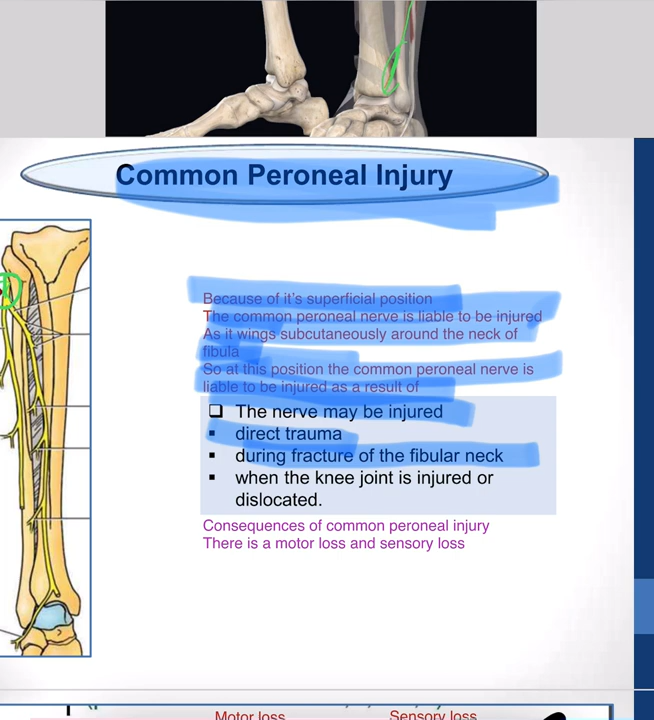 Common Peroneal Injury
Because of it's superficial position
The common peroneal nerve is liable to be injured
As it wings subcutaneously around the neck of
fibula
So at this position the common peroneal nerve is
liable to be injured as a result of
❑ The nerve may be injured
▪ direct trauma
▪ during fracture of the fibular neck
▪ when the knee joint is injured or
dislocated.
Consequences of common peroneal injury
There is a motor loss and sensory loss
Motor loss Sensory loss